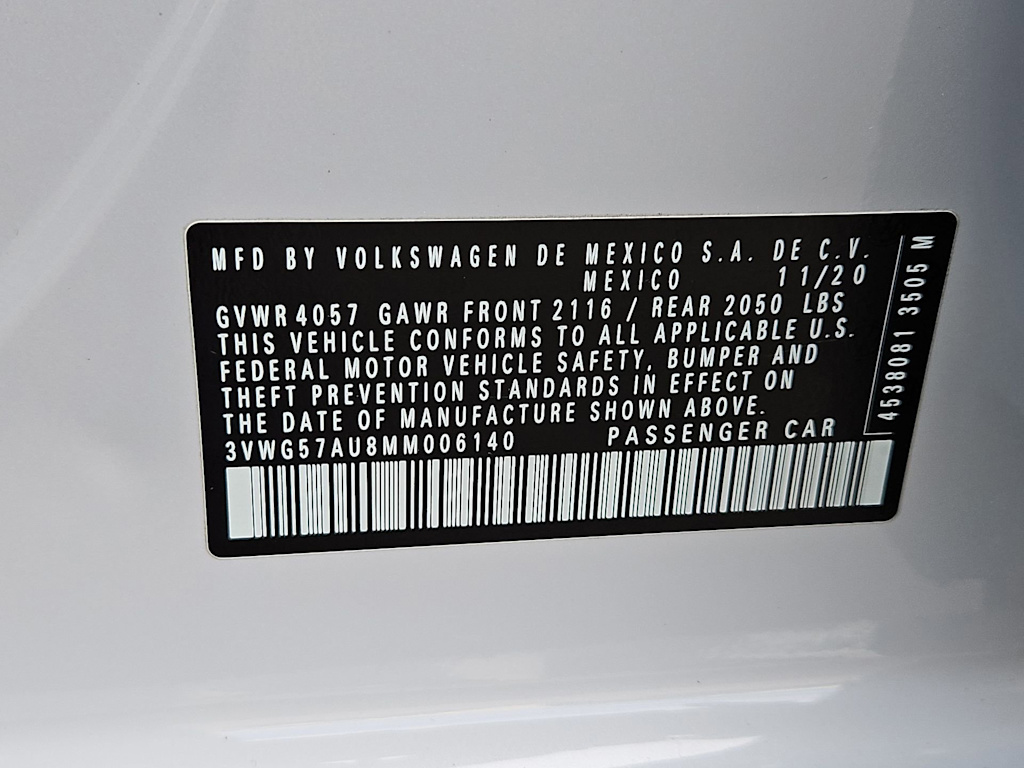 MFD BY VOLKSWAGEN DE MEXICO S.A. DE C.V.
MEXICO 11/20
GVWR 4057 GAWR FRONT 2116 / REAR 2050 LBS
THIS VEHICLE CONFORMS TO ALL APPLICABLE U.S.
FEDERAL MOTOR VEHICLE SAFETY, BUMPER AND
THEFT PREVENTION STANDARDS IN EFFECT ON
THE DATE OF MANUFACTURE SHOWN ABOVE.
3VWG57AU8MM006140 PASSENGER CAR
4538081 3505 M